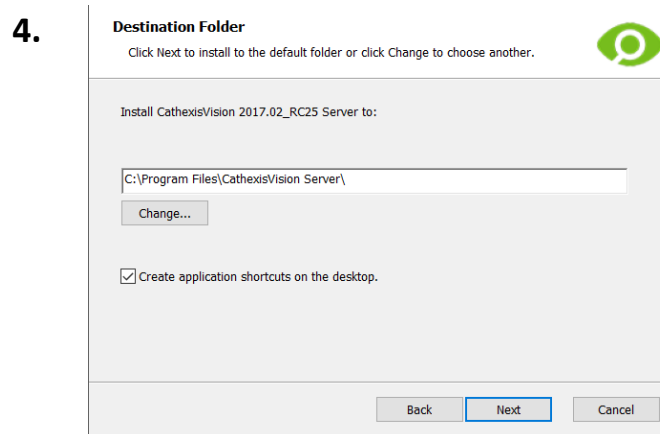 4.
Destination Folder
Click Next to install to the default folder or click Change to choose another.
Install CathexisVision 2017.02_RC25 Server to:
C:\Program Files\CathexisVision Server\
Change...
Create application shortcuts on the desktop.
Back Next Cancel